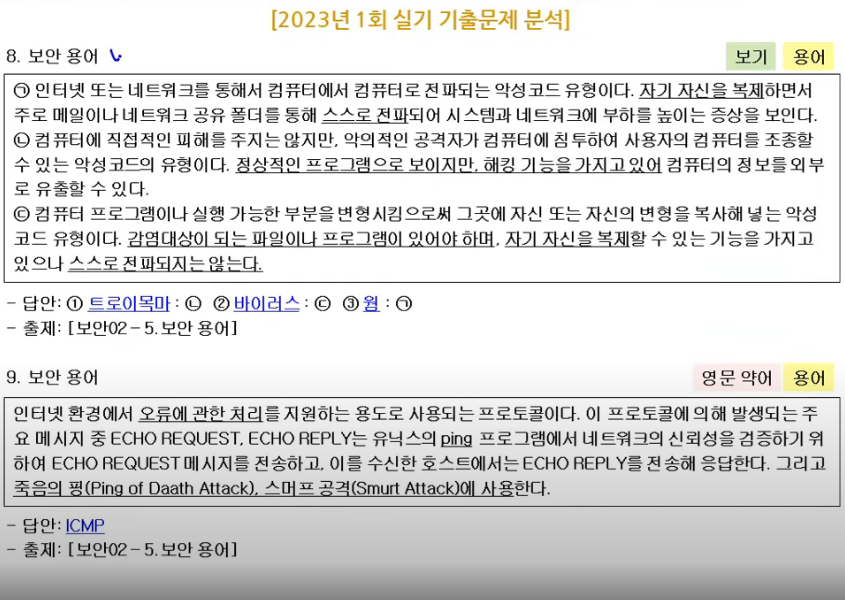 [2023년 1회 실기 기출문제 분석]
8. 보안 용어
보기 용어
㉠ 인터넷 또는 네트워크를 통해서 컴퓨터에서 컴퓨터로 전파되는 악성코드 유형이다. 자기 자신을 복제하면서
주로 메일이나 네트워크 공유 폴더를 통해 스스로 전파되어 시스템과 네트워크에 부하를 높이는 증상을 보인다.
㉡ 컴퓨터에 직접적인 피해를 주지는 않지만, 악의적인 공격자가 컴퓨터에 침투하여 사용자의 컴퓨터를 조종할
수 있는 악성코드의 유형이다. 정상적인 프로그램으로 보이지만, 해킹 기능을 가지고 있어 컴퓨터의 정보를 외부
로 유출할 수 있다.
㉢ 컴퓨터 프로그램이나 실행 가능한 부분을 변형시킴으로써 그곳에 자신 또는 자신의 변형을 복사해 넣는 악성
코드 유형이다. 감염대상이 되는 파일이나 프로그램이 있어야 하며, 자기 자신을 복제할 수 있는 기능을 가지고
있으나 스스로 전파되지는 않는다.
- 답안: ① 트로이목마 : ㉡ ② 바이러스 : ㉢ ③ 웜 : ㉠
- 출제: [보안02 – 5.보안 용어]
9. 보안 용어
영문 약어 용어
인터넷 환경에서 오류에 관한 처리를 지원하는 용도로 사용되는 프로토콜이다. 이 프로토콜에 의해 발생되는 주
요 메시지 중 ECHO REQUEST, ECHO REPLY는 유닉스의 ping 프로그램에서 네트워크의 신뢰성을 검증하기 위
하여 ECHO REQUEST 메시지를 전송하고, 이를 수신한 호스트에서는 ECHO REPLY를 전송해 응답한다. 그리고
죽음의 핑(Ping of Daath Attack), 스머프 공격(Smurt Attack)에 사용한다.
- 답안: ICMP
- 출제: [보안02 – 5.보안 용어]